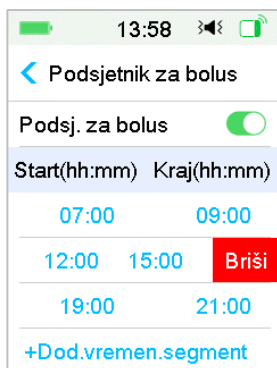 13:58
Podsjetnik za bolus
Podsj. za bolus
Start(hh:mm) Kraj(hh:mm)
07:00 09:00
12:00 15:00 Briši
19:00 21:00
+Dod.vremen.segment